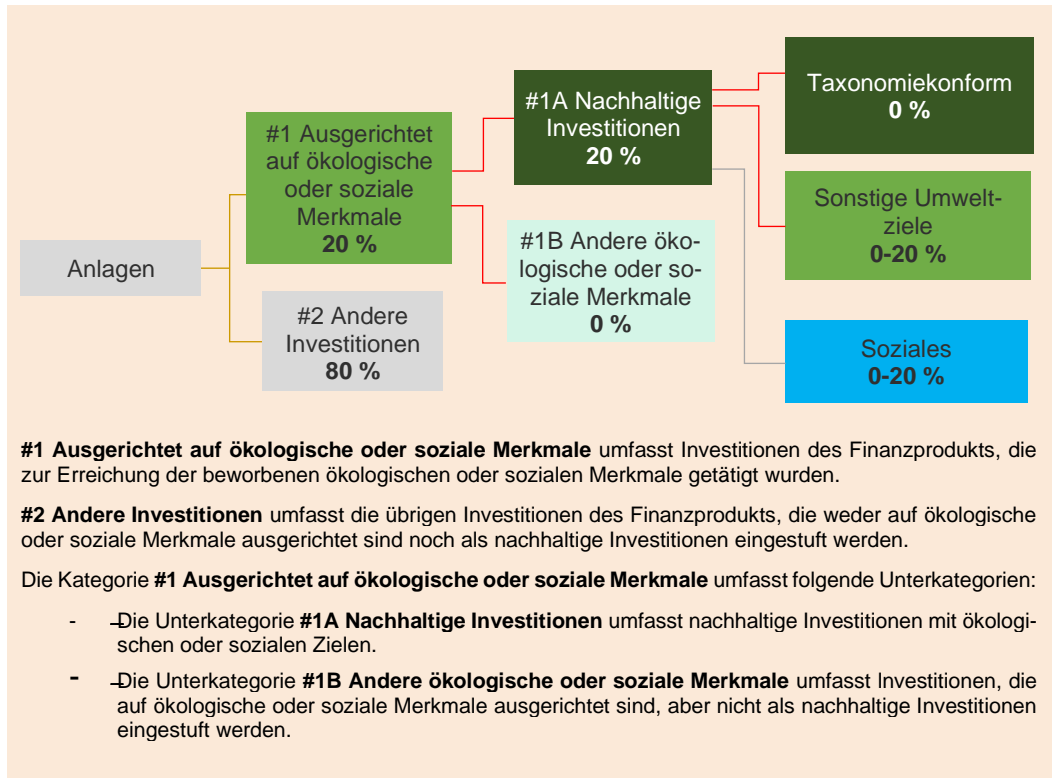 Anlagen
#1 Ausgerichtet
auf ökologische
oder soziale
Merkmale
20 %
#2 Andere
Investitionen
80 %
#1A Nachhaltige
Investitionen
20 %
#1B Andere öko-
logische oder so-
ziale Merkmale
0 %
Taxonomiekonform
0 %
Sonstige Umwelt-
ziele
0-20 %
Soziales
0-20 %
#1 Ausgerichtet auf ökologische oder soziale Merkmale umfasst Investitionen des Finanzprodukts, die
zur Erreichung der beworbenen ökologischen oder sozialen Merkmale getätigt wurden.
#2 Andere Investitionen umfasst die übrigen Investitionen des Finanzprodukts, die weder auf ökologische
oder soziale Merkmale ausgerichtet sind noch als nachhaltige Investitionen eingestuft werden.
Die Kategorie #1 Ausgerichtet auf ökologische oder soziale Merkmale umfasst folgende Unterkategorien:
- –Die Unterkategorie #1A Nachhaltige Investitionen umfasst nachhaltige Investitionen mit ökologi-
schen oder sozialen Zielen.
- –Die Unterkategorie #1B Andere ökologische oder soziale Merkmale umfasst Investitionen, die
auf ökologische oder soziale Merkmale ausgerichtet sind, aber nicht als nachhaltige Investitionen
eingestuft werden.